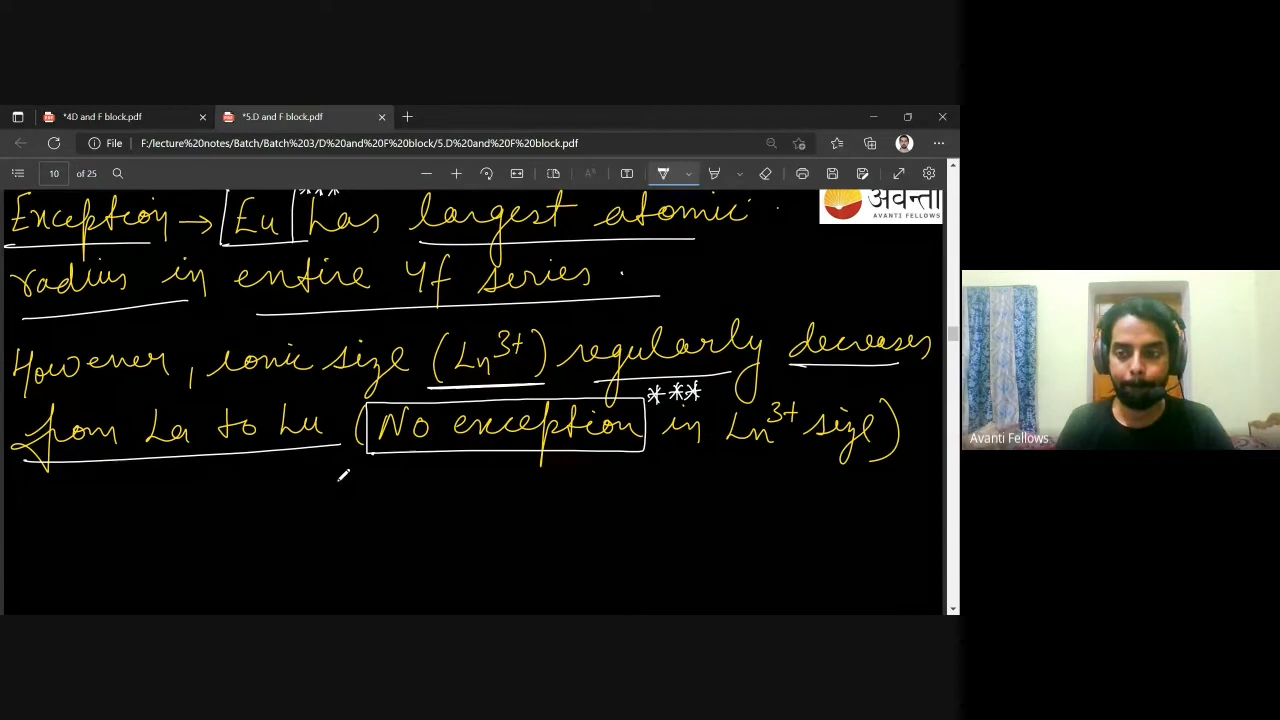 *4D and F block.pdf
*5.D and F block.pdf
File
F:/lecture%20notes/Batch/Batch%203/D%20and%20F%20block/5.D%20and%20F%20block.pdf
10 of 25
Exception → Eu *** has largest atomic
radius in entire 4f series.
However, ionic size (Ln³⁺) regularly decreases
from La to Lu (No exception *** in Ln³⁺ size)
अवन्ती
AVANTI FELLOWS
Avanti Fellows